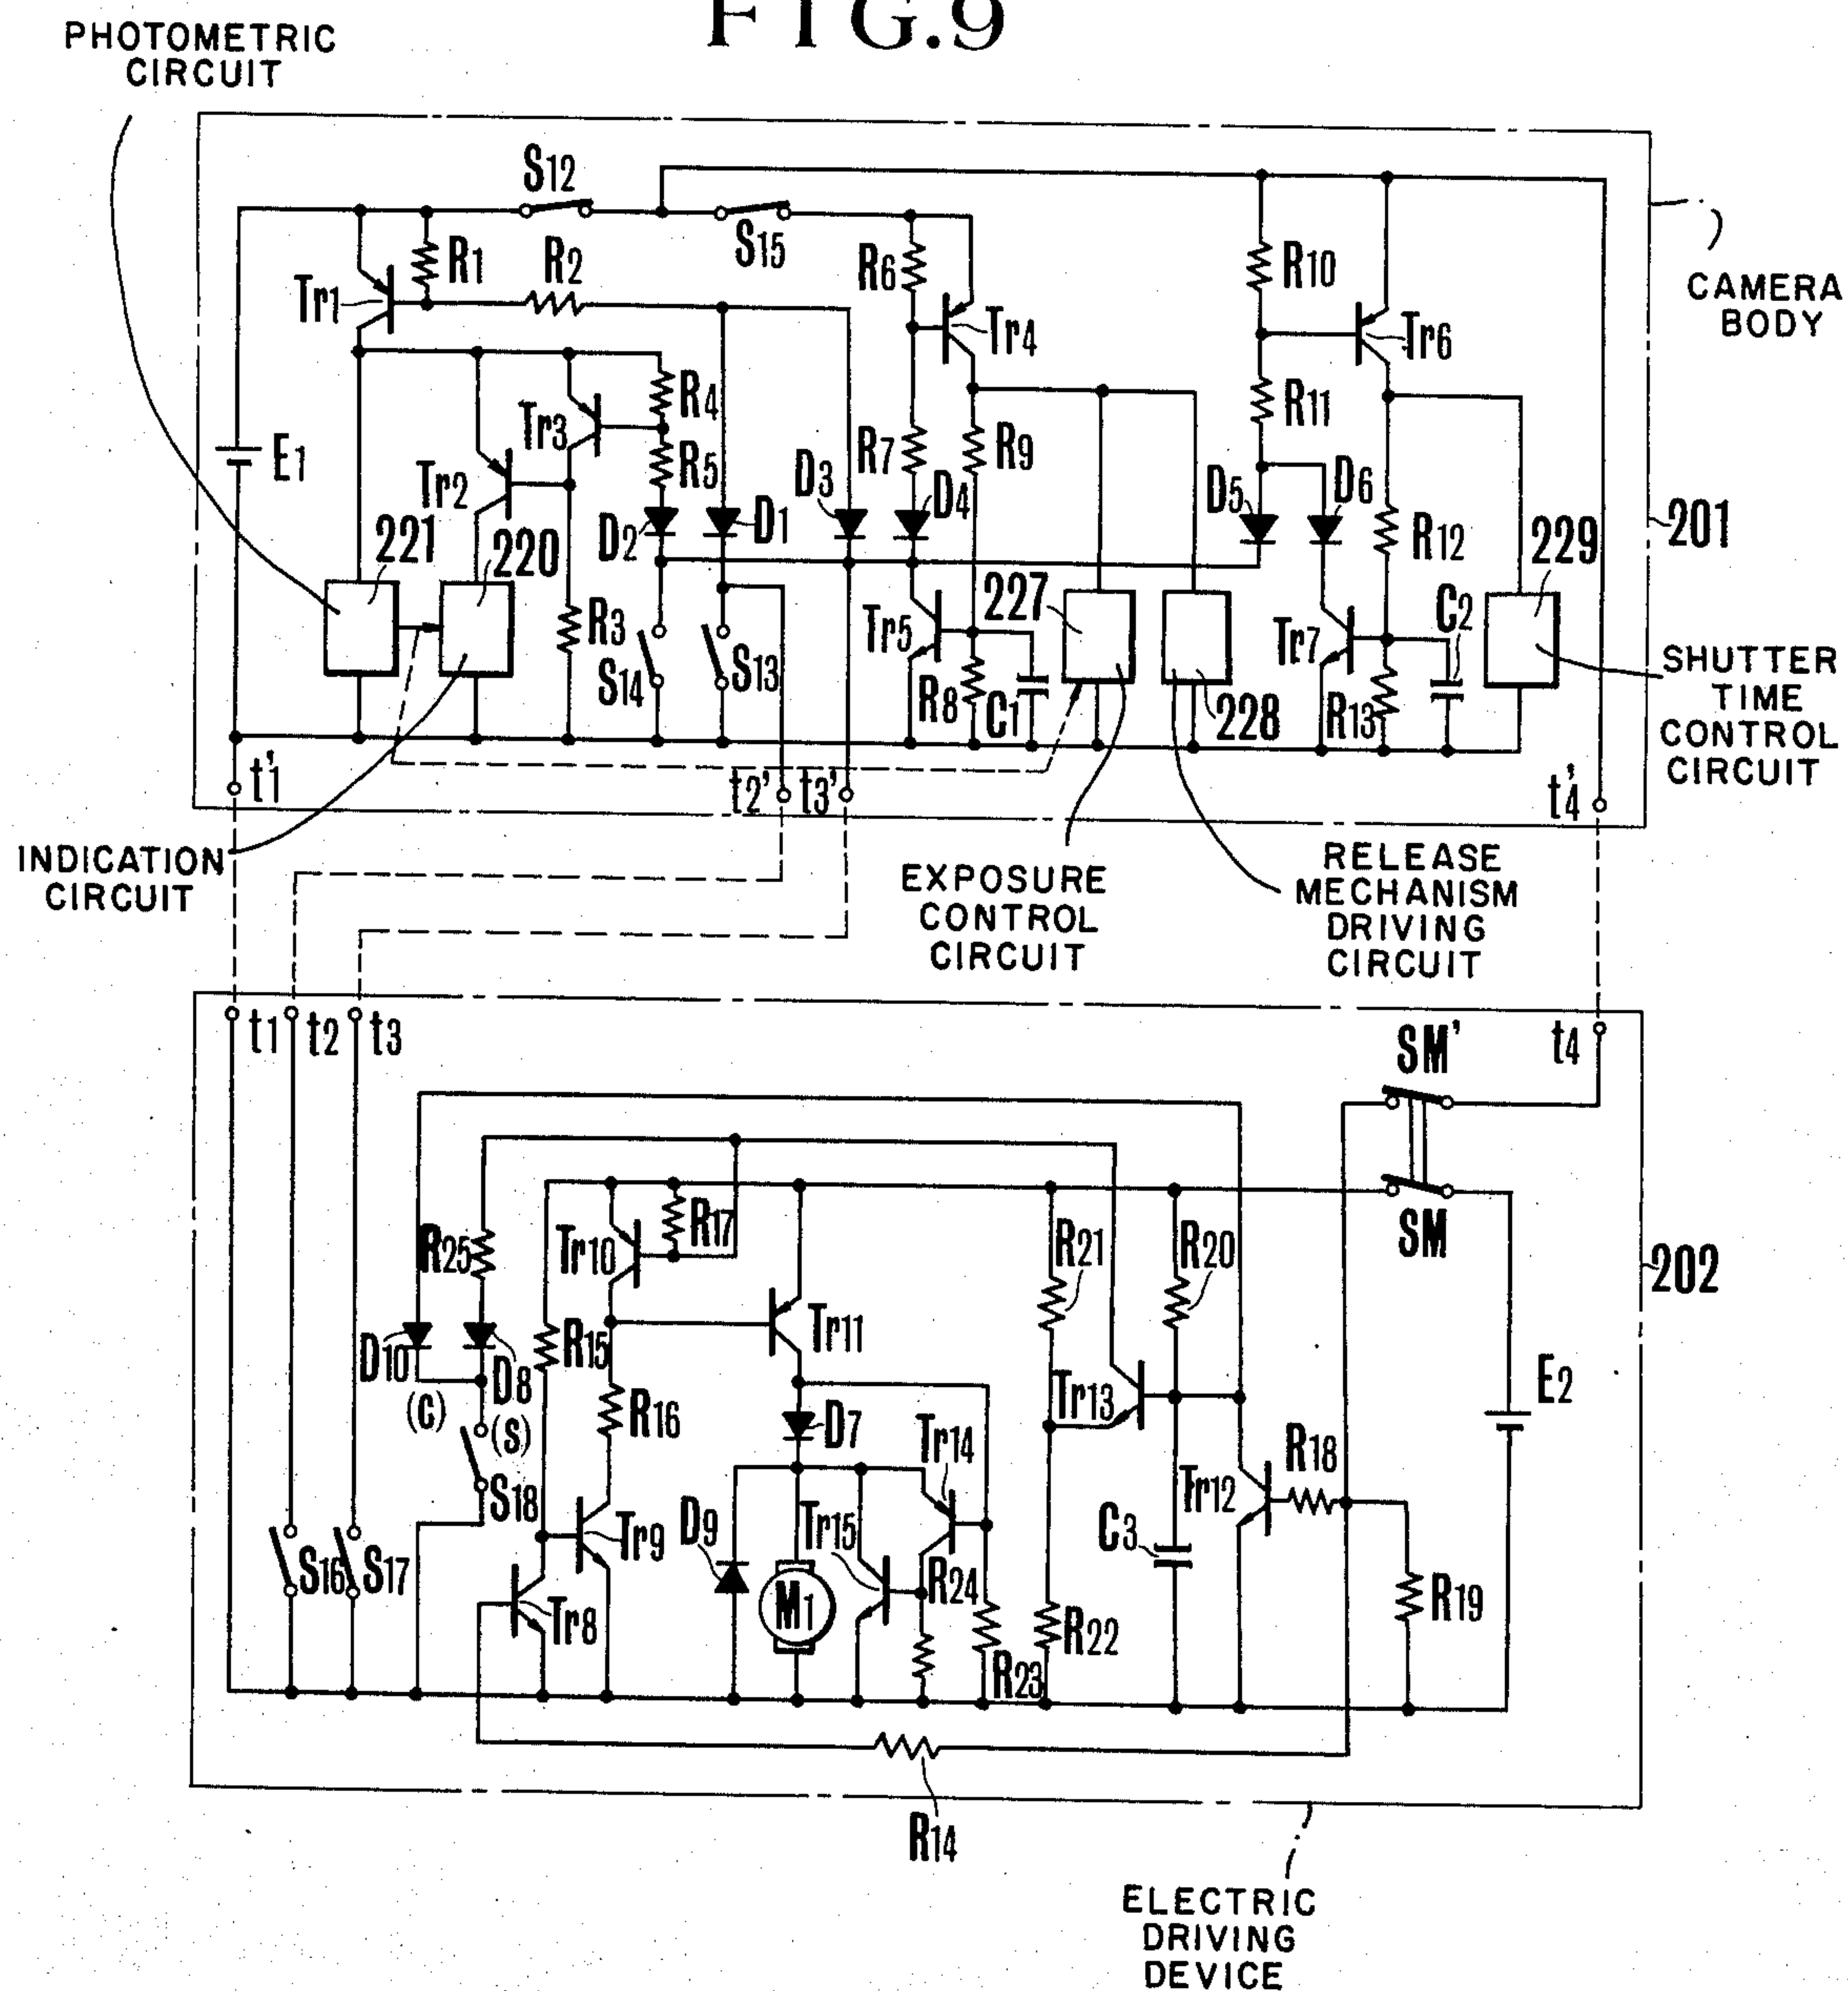 FIG.9
PHOTOMETRIC
CIRCUIT
S12
S15
R1
R2
Tr1
R6
Tr4
R10
Tr6
CAMERA
BODY
R4
Tr3
R11
E1
R5
Tr2
R7
R9
D3
D4
D5
D6
D2
D1
R12
229
201
221
220
227
C2
R3
S14
S13
Tr5
R8
C1
228
Tr7
R13
SHUTTER
TIME
CONTROL
CIRCUIT
t'1
t2'
t3'
t'4
INDICATION
CIRCUIT
EXPOSURE
CONTROL
CIRCUIT
RELEASE
MECHANISM
DRIVING
CIRCUIT
t1
t2
t3
SM'
t4
R25
Tr10
R17
R21
R20
SM
202
D10
D8
R15
Tr11
(C)
(S)
R16
D7
Tr13
E2
Tr14
S18
Tr12
R18
Tr9
D9
Tr15
C3
S16
S17
Tr8
M1
R24
R19
R23
R22
R14
ELECTRIC
DRIVING
DEVICE